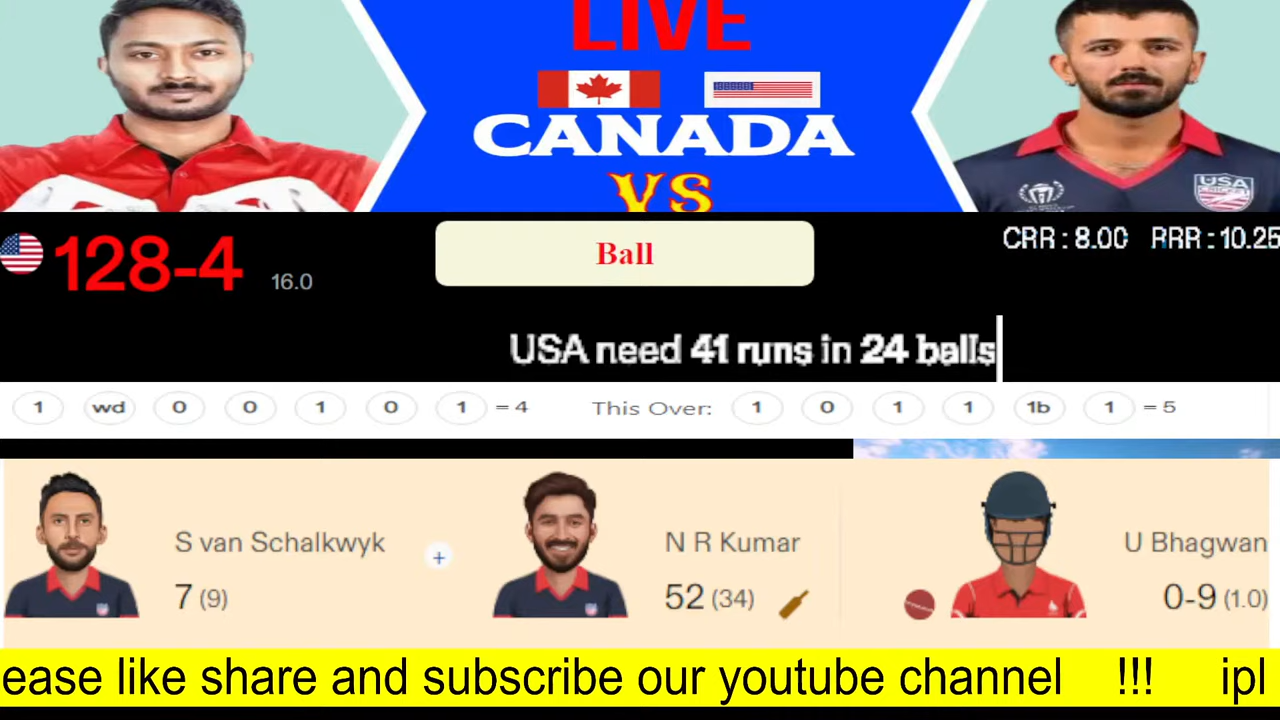 LIVE
CANADA
VS
USA
CRICKET
128-4 16.0
Ball
CRR : 8.00 RRR : 10.25
USA need 41 runs in 24 balls
1 wd 0 0 1 0 1 = 4 This Over: 1 0 1 1 1b 1 = 5
S van Schalkwyk
7 (9)
+
N R Kumar
52 (34)
U Bhagwan
0-9 (1.0)
ease like share and subscribe our youtube channel !!! ipl